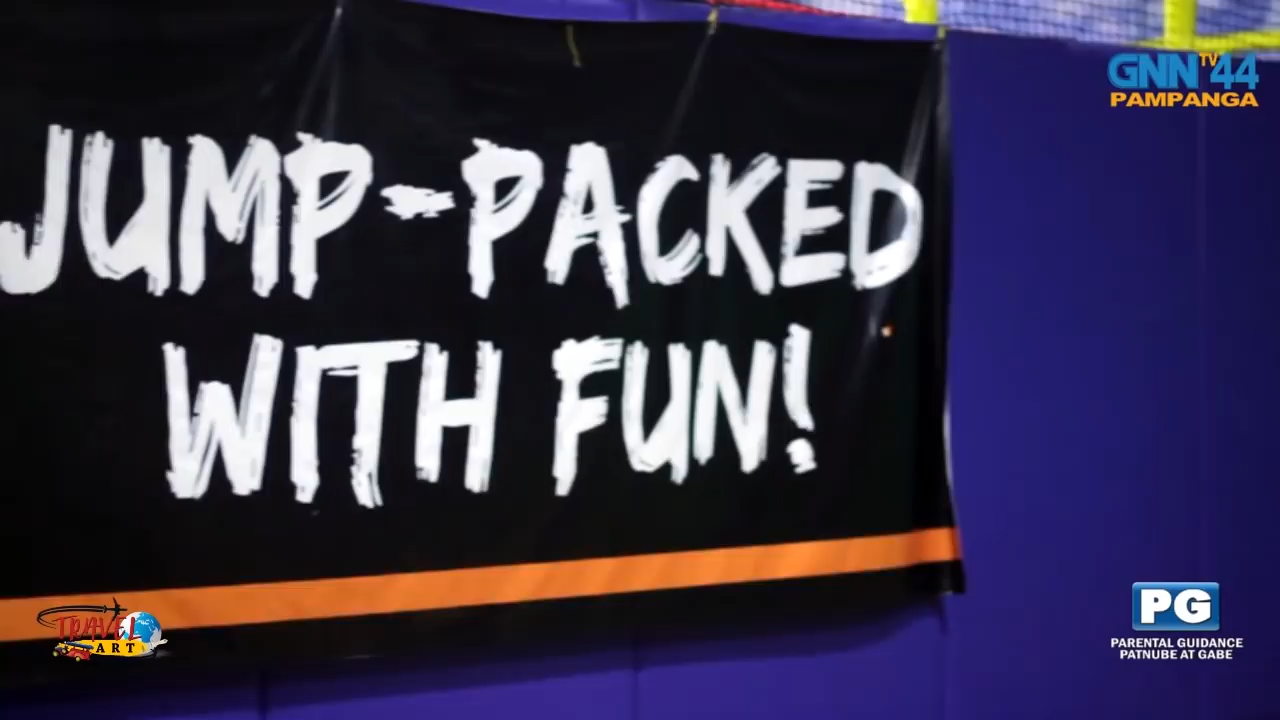 JUMP-PACKED
WITH FUN!
GNN TV 44
PAMPANGA
TRAVEL
ART
PG
PARENTAL GUIDANCE
PATNUBE AT GABE